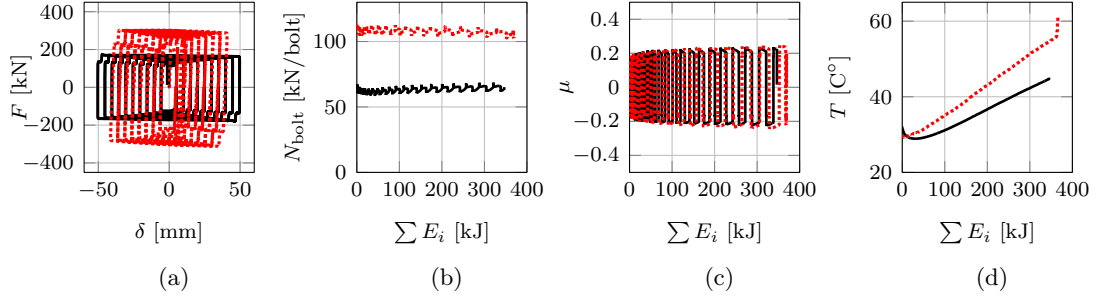 400
200
0
−200
−400
F [kN]
−50 0 50
δ [mm]
(a)
100
50
0
N_bolt [kN/bolt]
0 100 200 300 400
∑ E_i [kJ]
(b)
0.4
0.2
0
−0.2
−0.4
μ
0 100 200 300 400
∑ E_i [kJ]
(c)
60
40
20
T [C°]
0 100 200 300 400
∑ E_i [kJ]
(d)